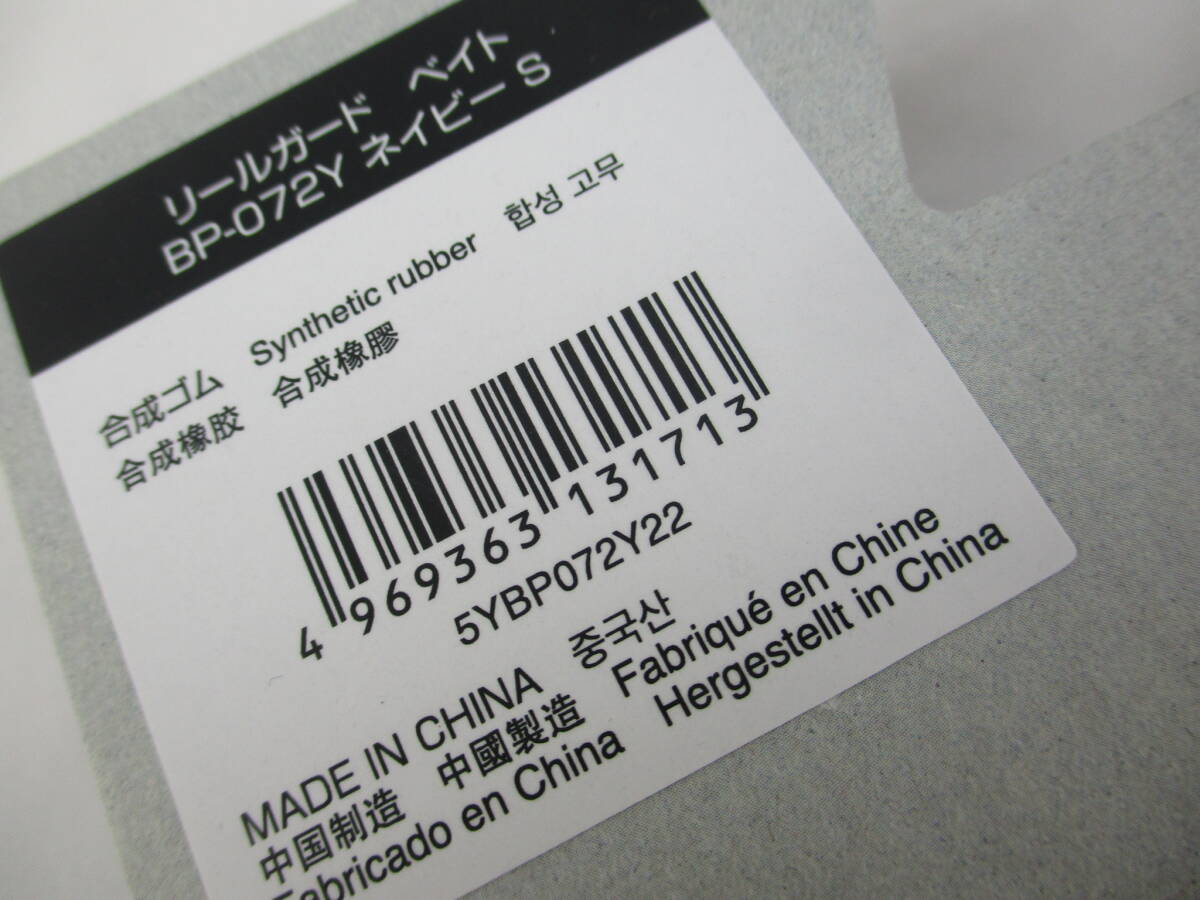 リールガード ベイト
BP-072Y ネイビー S
合成ゴム Synthetic rubber 합성 고무
合成橡胶 合成橡膠
4 969363 131713
5YBP072Y22
MADE IN CHINA 중국산
中国制造 中國製造 Fabriqué en Chine
Fabricado en China Hergestellt in China